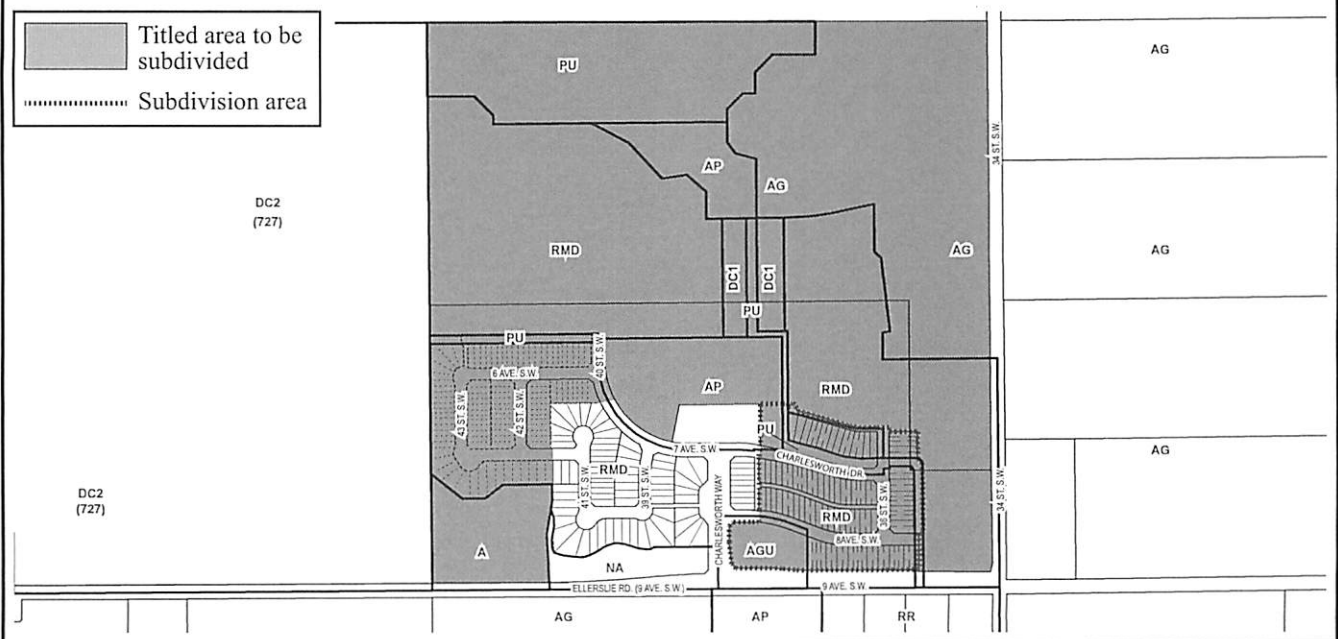 Titled area to be
subdivided
Subdivision area
PU
AG
34 ST. S.W.
AP
AG
DC2
(727)
RMD
DC1
DC1
AG
AG
PU
PU
40 ST. S.W.
6 AVE. S.W.
AP
RMD
43 ST. S.W.
42 ST. S.W.
PU
7 AVE. S.W.
CHARLESWORTH DR.
AG
RMD
41 ST. S.W.
39 ST. S.W.
CHARLESWORTH WAY
36 ST. S.W.
RMD
34 ST. S.W.
DC2
(727)
8 AVE. S.W.
A
AGU
NA
ELLERSLIE RD. (9 AVE. S.W.)
9 AVE. S.W.
AG
AP
RR